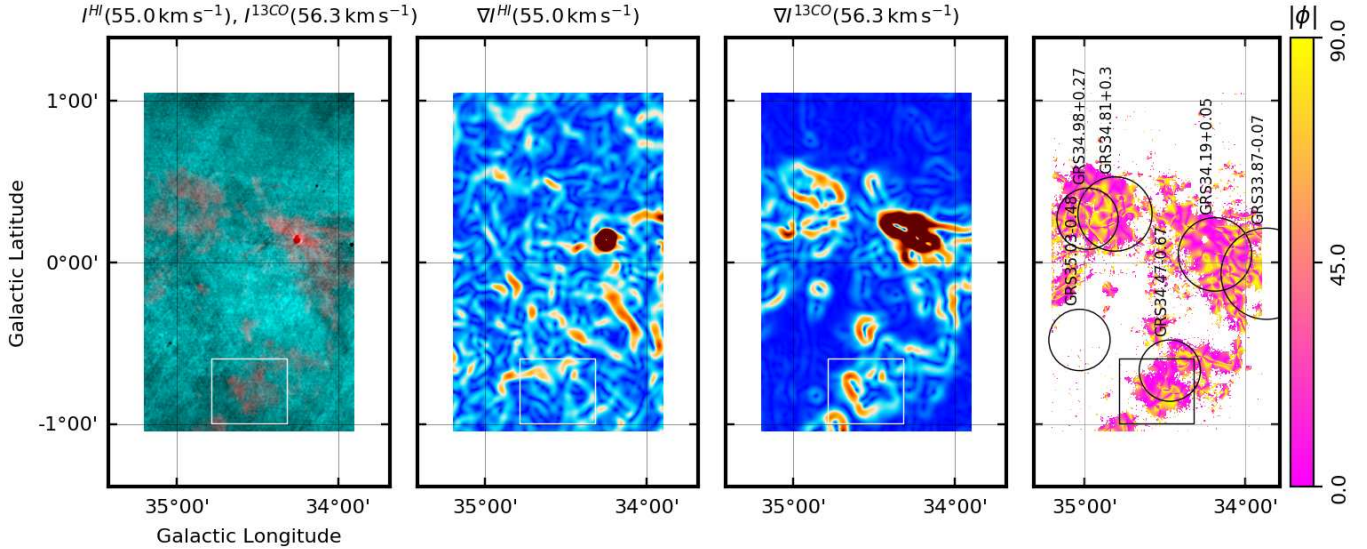 I^{HI}(55.0 km s^{−1}), I^{13CO}(56.3 km s^{−1})
∇I^{HI}(55.0 km s^{−1})
∇I^{13CO}(56.3 km s^{−1})
|ϕ|
1°00'
0°00'
-1°00'
Galactic Latitude
35°00' 34°00'
35°00' 34°00'
35°00' 34°00'
35°00' 34°00'
Galactic Longitude
GRS34.98+0.27
GRS34.81+0.3
GRS34.19+0.05
GRS33.87-0.07
GRS35.03-0.48
GRS34.47-0.67
90.0
45.0
0.0